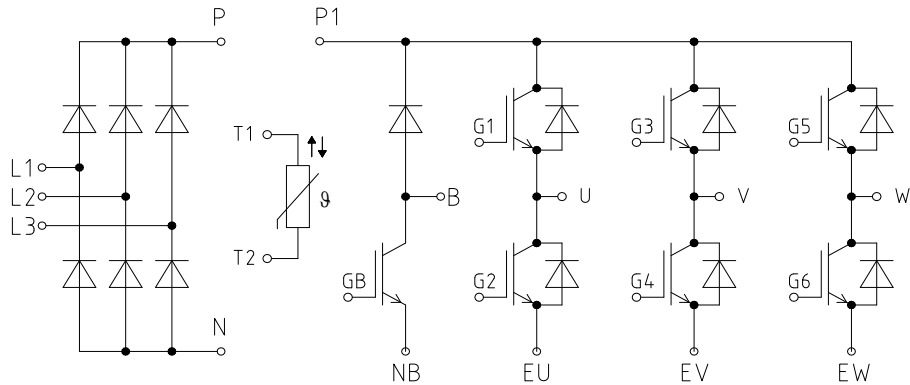 P P1
T1 G1 G3 G5
L1
L2 ϑ B U V W
L3
T2 GB G2 G4 G6
N
NB EU EV EW